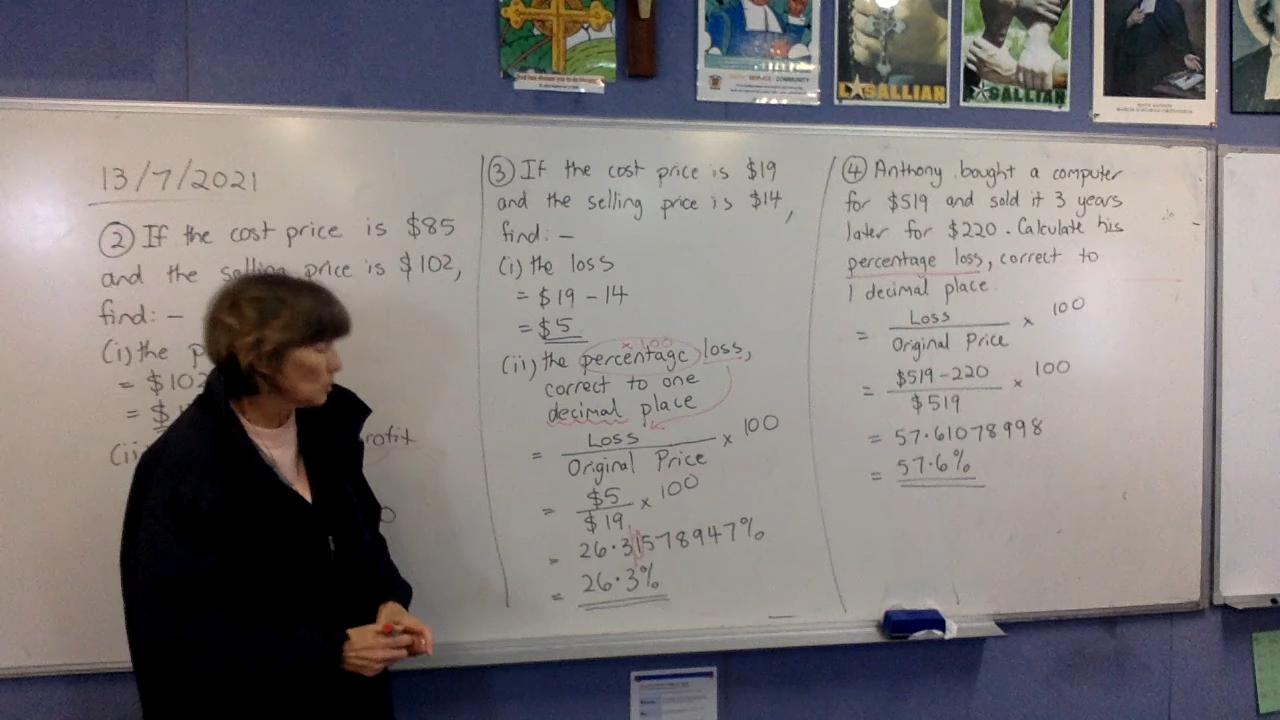 13/7/2021
② If the cost price is $85
and the selling price is $102,
find: –
(i) the
= $102
= $
(ii) rofit
③ If the cost price is $19
and the selling price is $14,
find: –
(i) the loss
= $19 – 14
= $5
× 100
(ii) the percentage loss,
correct to one
decimal place
= Loss / Original Price × 100
= $5 / $19 × 100
= 26.31578947%
= 26.3%
④ Anthony bought a computer
for $519 and sold it 3 years
later for $220. Calculate his
percentage loss, correct to
1 decimal place.
= Loss / Original Price × 100
= $519 – 220 / $519 × 100
= 57.61078998
= 57.6%
SERVICE COMMUNITY
LASALLIAN